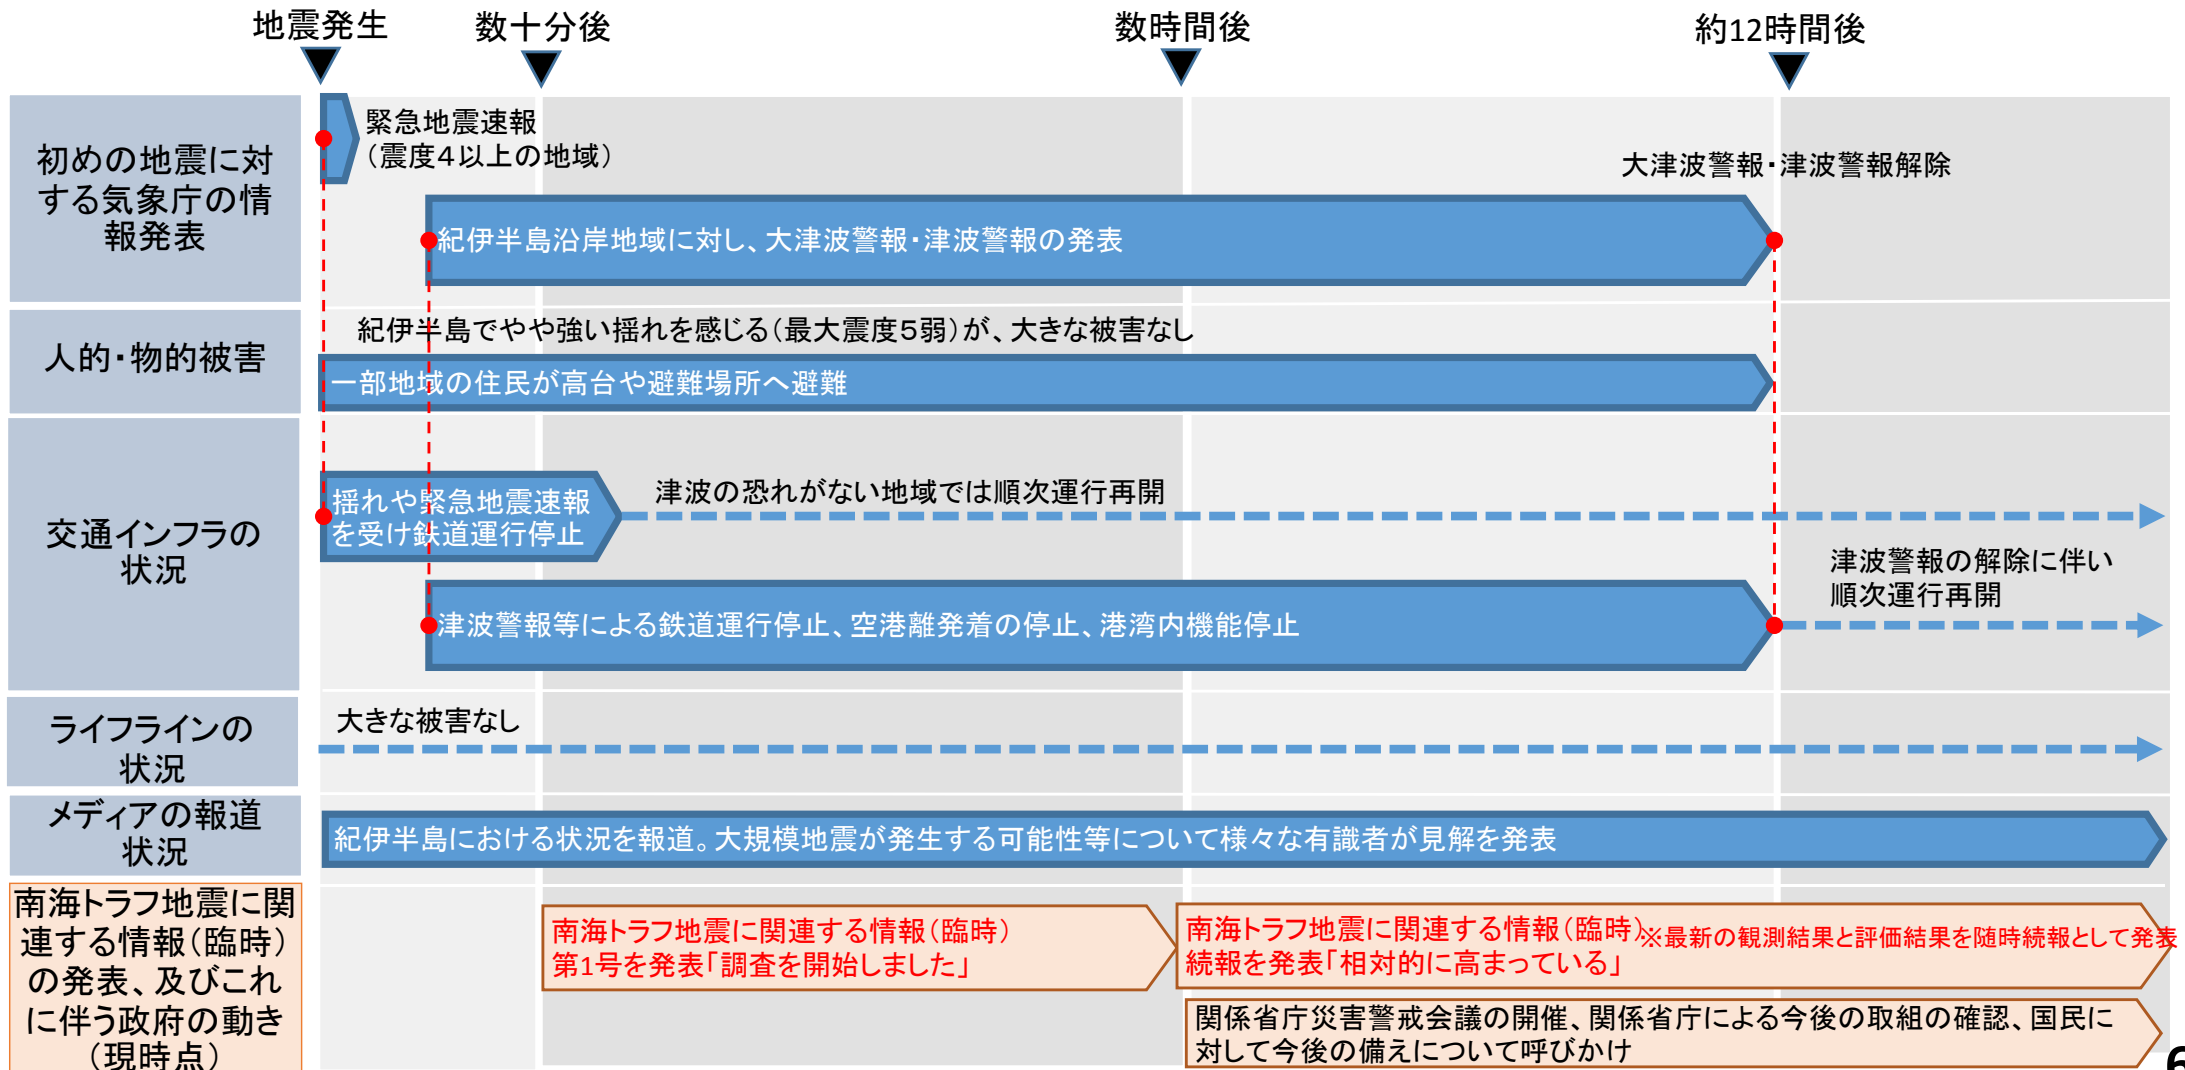 地震発生
数十分後
数時間後
約12時間後
初めの地震に対
する気象庁の情
報発表
緊急地震速報
（震度４以上の地域）
大津波警報・津波警報解除
紀伊半島沿岸地域に対し、大津波警報・津波警報の発表
人的・物的被害
紀伊半島でやや強い揺れを感じる（最大震度５弱）が、大きな被害なし
一部地域の住民が高台や避難場所へ避難
交通インフラの
状況
揺れや緊急地震速報
を受け鉄道運行停止
津波の恐れがない地域では順次運行再開
津波警報の解除に伴い
順次運行再開
津波警報等による鉄道運行停止、空港離発着の停止、港湾内機能停止
ライフラインの
状況
大きな被害なし
メディアの報道
状況
紀伊半島における状況を報道。大規模地震が発生する可能性等について様々な有識者が見解を発表
南海トラフ地震に関
連する情報（臨時）
の発表、及びこれ
に伴う政府の動き
（現時点）
南海トラフ地震に関連する情報（臨時）
第1号を発表「調査を開始しました」
南海トラフ地震に関連する情報（臨時）
続報を発表「相対的に高まっている」
※最新の観測結果と評価結果を随時続報として発表
関係省庁災害警戒会議の開催、関係省庁による今後の取組の確認、国民に
対して今後の備えについて呼びかけ
6